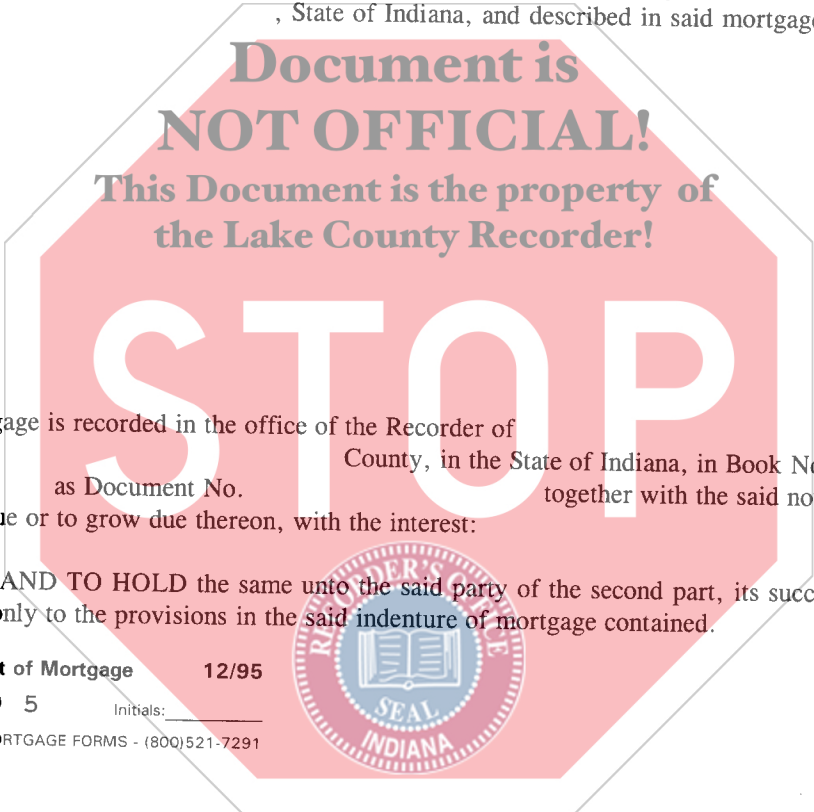 , State of Indiana, and described in said mortgage
Document is
NOT OFFICIAL!
This Document is the property of
the Lake County Recorder!
STOP
gage is recorded in the office of the Recorder of
County, in the State of Indiana, in Book No
as Document No. together with the said no
ue or to grow due thereon, with the interest:
AND TO HOLD the same unto the said party of the second part, its succ
only to the provisions in the said indenture of mortgage contained.
t of Mortgage 12/95
5 Initials:
RTGAGE FORMS - (800)521-7291
RECORDER'S OFFICE
SEAL
INDIANA